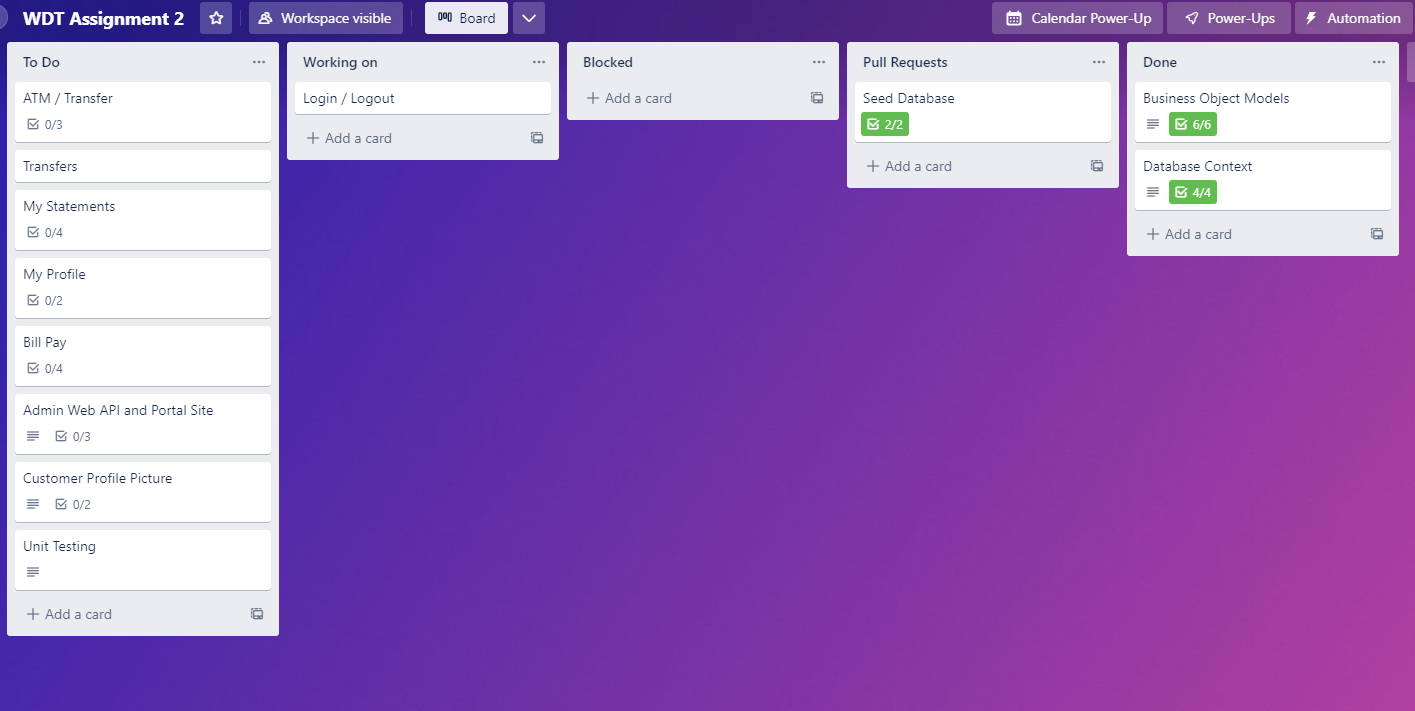 WDT Assignment 2
Workspace visible
Board
Calendar Power-Up
Power-Ups
Automation
To Do
ATM / Transfer
0/3
Transfers
My Statements
0/4
My Profile
0/2
Bill Pay
0/4
Admin Web API and Portal Site
0/3
Customer Profile Picture
0/2
Unit Testing
Add a card
Working on
Login / Logout
Add a card
Blocked
Add a card
Pull Requests
Seed Database
2/2
Add a card
Done
Business Object Models
6/6
Database Context
4/4
Add a card